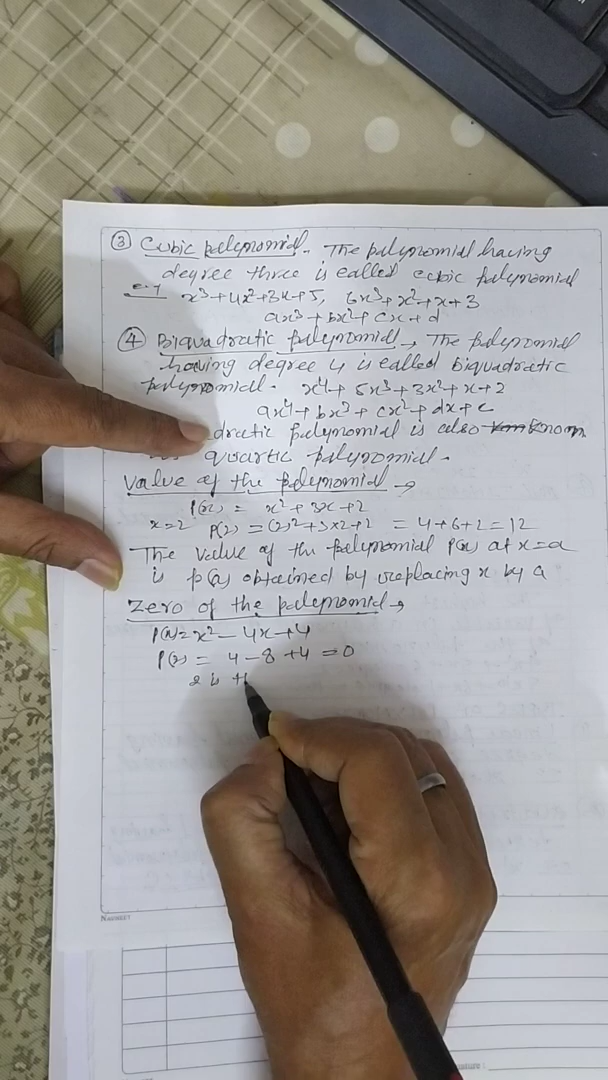 ③ Cubic polynomial. The polynomial having
degree three is called cubic polynomial
e.g x³+4x²+3x+5, 6x³+x²+x+3
ax³+bx²+cx+d
④ Biquadratic polynomial → The polynomial
having degree 4 is called biquadratic
polynomial. x⁴+5x³+3x²+x+2
ax⁴+bx³+cx²+dx+e
dratic polynomial is also known
quartic polynomial.
Value of the polynomial →
P(x) = x²+3x+2
x=2 P(2) = (2)²+3×2+2 = 4+6+2=12
The value of the polynomial P(x) at x=a
is P(a) obtained by replacing x by a
Zero of the polynomial →
P(x)=x²-4x+4
P(2) = 4-8+4=0
2 is
NAVNEET